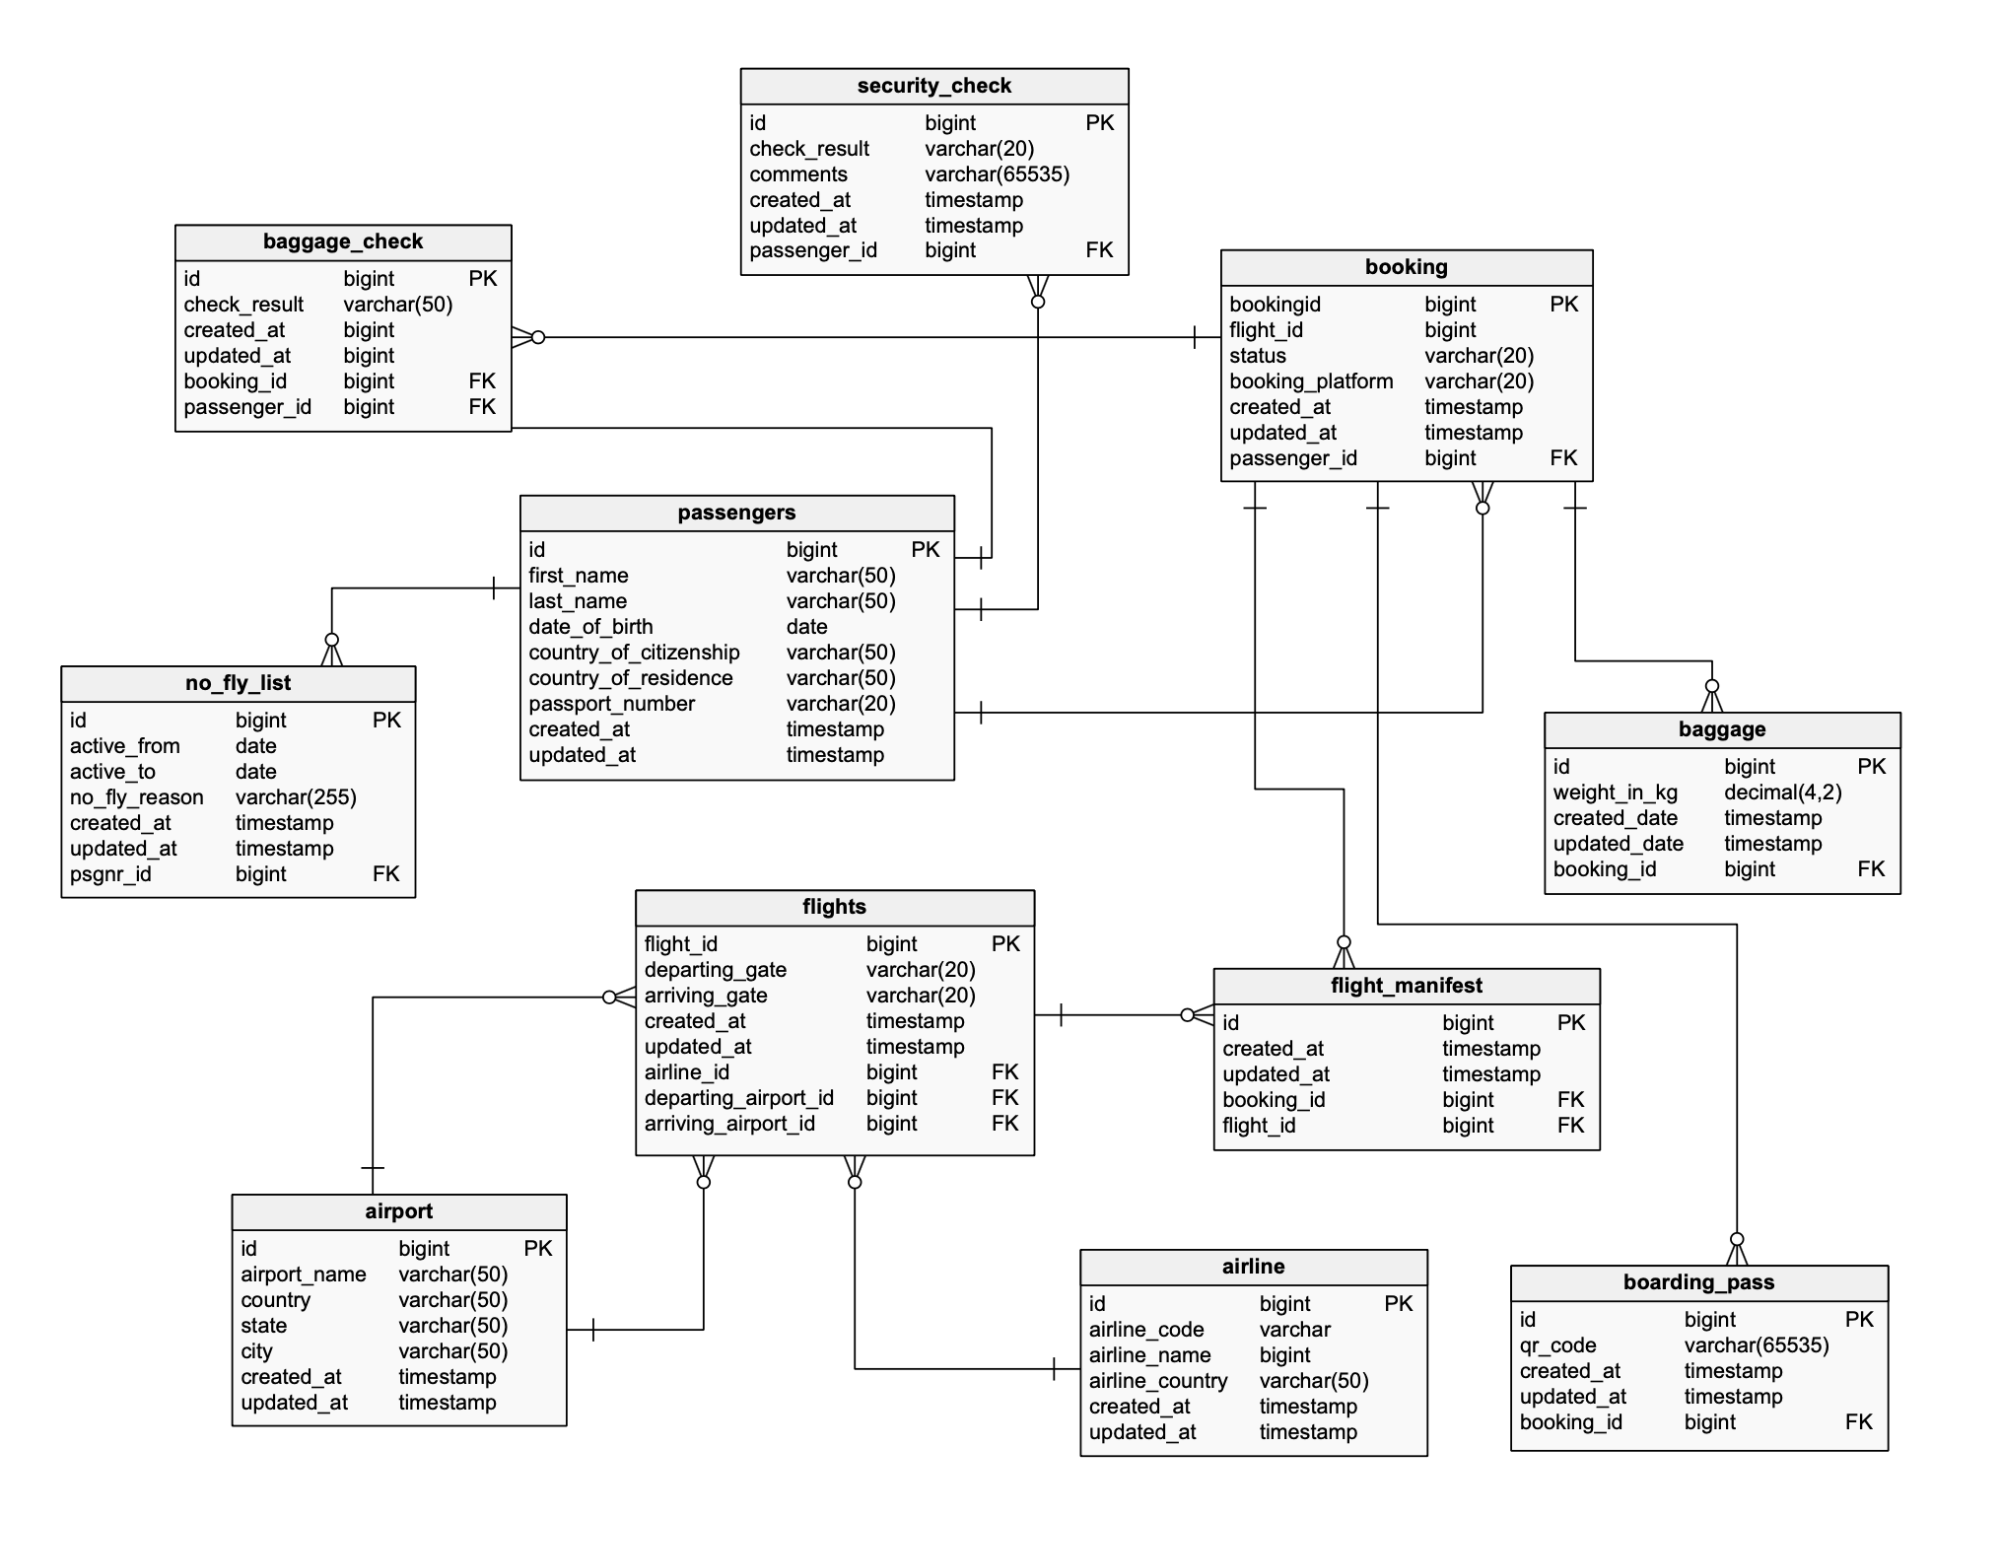 security_check
id bigint PK
check_result varchar(20)
comments varchar(65535)
created_at timestamp
updated_at timestamp
passenger_id bigint FK
baggage_check
id bigint PK
check_result varchar(50)
created_at bigint
updated_at bigint
booking_id bigint FK
passenger_id bigint FK
booking
bookingid bigint PK
flight_id bigint
status varchar(20)
booking_platform varchar(20)
created_at timestamp
updated_at timestamp
passenger_id bigint FK
passengers
id bigint PK
first_name varchar(50)
last_name varchar(50)
date_of_birth date
country_of_citizenship varchar(50)
country_of_residence varchar(50)
passport_number varchar(20)
created_at timestamp
updated_at timestamp
no_fly_list
id bigint PK
active_from date
active_to date
no_fly_reason varchar(255)
created_at timestamp
updated_at timestamp
psgnr_id bigint FK
baggage
id bigint PK
weight_in_kg decimal(4,2)
created_date timestamp
updated_date timestamp
booking_id bigint FK
flights
flight_id bigint PK
departing_gate varchar(20)
arriving_gate varchar(20)
created_at timestamp
updated_at timestamp
airline_id bigint FK
departing_airport_id bigint FK
arriving_airport_id bigint FK
flight_manifest
id bigint PK
created_at timestamp
updated_at timestamp
booking_id bigint FK
flight_id bigint FK
airport
id bigint PK
airport_name varchar(50)
country varchar(50)
state varchar(50)
city varchar(50)
created_at timestamp
updated_at timestamp
airline
id bigint PK
airline_code varchar
airline_name bigint
airline_country varchar(50)
created_at timestamp
updated_at timestamp
boarding_pass
id bigint PK
qr_code varchar(65535)
created_at timestamp
updated_at timestamp
booking_id bigint FK